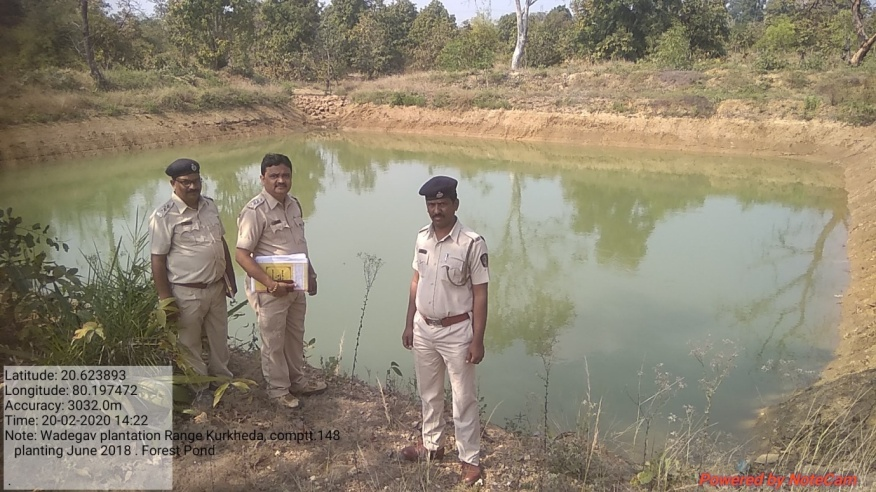 Latitude: 20.623893
Longitude: 80.197472
Accuracy: 3032.0m
Time: 20-02-2020 14:22
Note: Wadegav plantation Range Kurkheda, comptt.148
planting June 2018 . Forest Pond
Powered by NoteCam